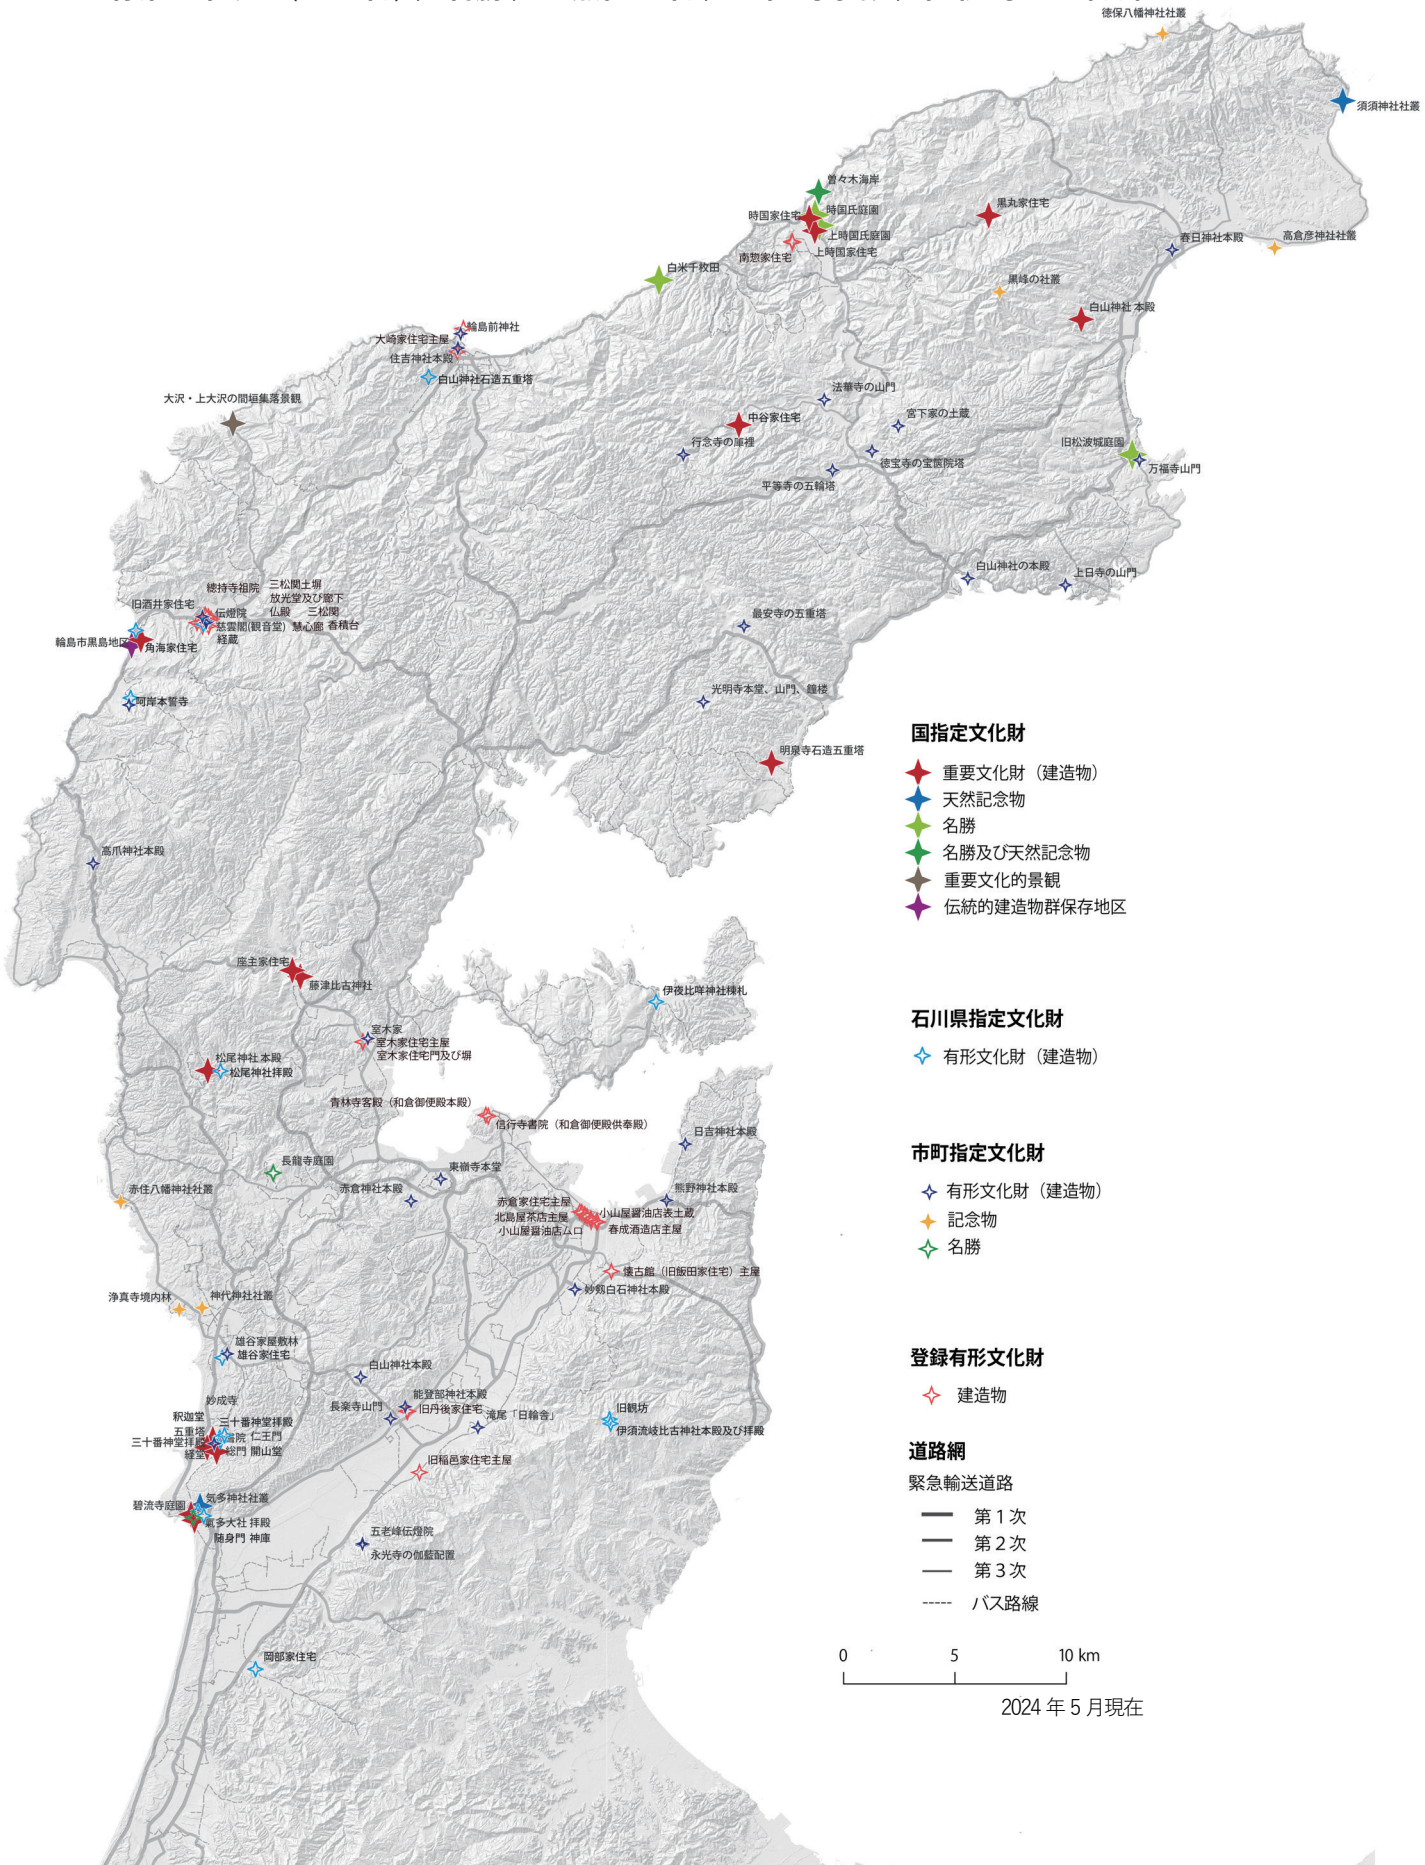 徳保八幡神社社叢
須須神社社叢
曽々木海岸
時国家住宅
時国氏庭園
黒丸家住宅
上時国氏庭園
春日神社本殿
高倉彦神社社叢
南惣家住宅
上時国家住宅
白米千枚田
黒峰の社叢
白山神社 本殿
輪島前神社
大崎家住宅主屋
住吉神社本殿
白山神社石造五重塔
法華寺の山門
大沢・上大沢の間垣集落景観
宮下家の土蔵
中谷家住宅
行念寺の庫裡
旧松波城庭園
徳宝寺の宝篋院塔
万福寺山門
平等寺の五輪塔
白山神社の本殿
上日寺の山門
總持寺祖院
三松関土塀
放光堂及び廊下
旧酒井家住宅
伝燈院
仏殿 三松関
慈雲閣(観音堂) 慧心廊 香積台
経蔵
最安寺の五重塔
輪島市黒島地区
角海家住宅
阿岸本誓寺
光明寺本堂、山門、鐘楼
明泉寺石造五重塔
国指定文化財
重要文化財（建造物）
天然記念物
名勝
名勝及び天然記念物
重要文化的景観
伝統的建造物群保存地区
高爪神社本殿
座主家住宅
藤津比古神社
伊夜比咩神社棟札
石川県指定文化財
有形文化財（建造物）
室木家
室木家住宅主屋
室木家住宅門及び塀
松尾神社 本殿
松尾神社拝殿
青林寺客殿（和倉御便殿本殿）
信行寺書院（和倉御便殿供奉殿）
日吉神社本殿
市町指定文化財
有形文化財（建造物）
記念物
名勝
長龍寺庭園
東嶺寺本堂
赤住八幡神社社叢
赤倉神社本殿
熊野神社本殿
赤倉家住宅主屋
北島屋茶店主屋
小山屋醤油店ムロ
小山屋醤油店表土蔵
春成酒造店主屋
懐古館（旧飯田家住宅）主屋
妙剱白石神社本殿
浄真寺境内林
神代神社社叢
雄谷家屋敷林
雄谷家住宅
白山神社本殿
登録有形文化財
建造物
妙成寺
能登部神社本殿
長楽寺山門
旧丹後家住宅
滝尾「日輪舎」
旧観坊
伊須流岐比古神社本殿及び拝殿
釈迦堂
三十番神堂拝殿
五重塔
書院 仁王門
三十番神堂拝殿
経堂
総門 開山堂
旧稲邑家住宅主屋
道路網
緊急輸送道路
第１次
第２次
第３次
バス路線
碧流寺庭園
気多神社社叢
氣多大社 拝殿
随身門 神庫
五老峰伝燈院
永光寺の伽藍配置
岡部家住宅
0 5 10 km
2024 年 5 月現在